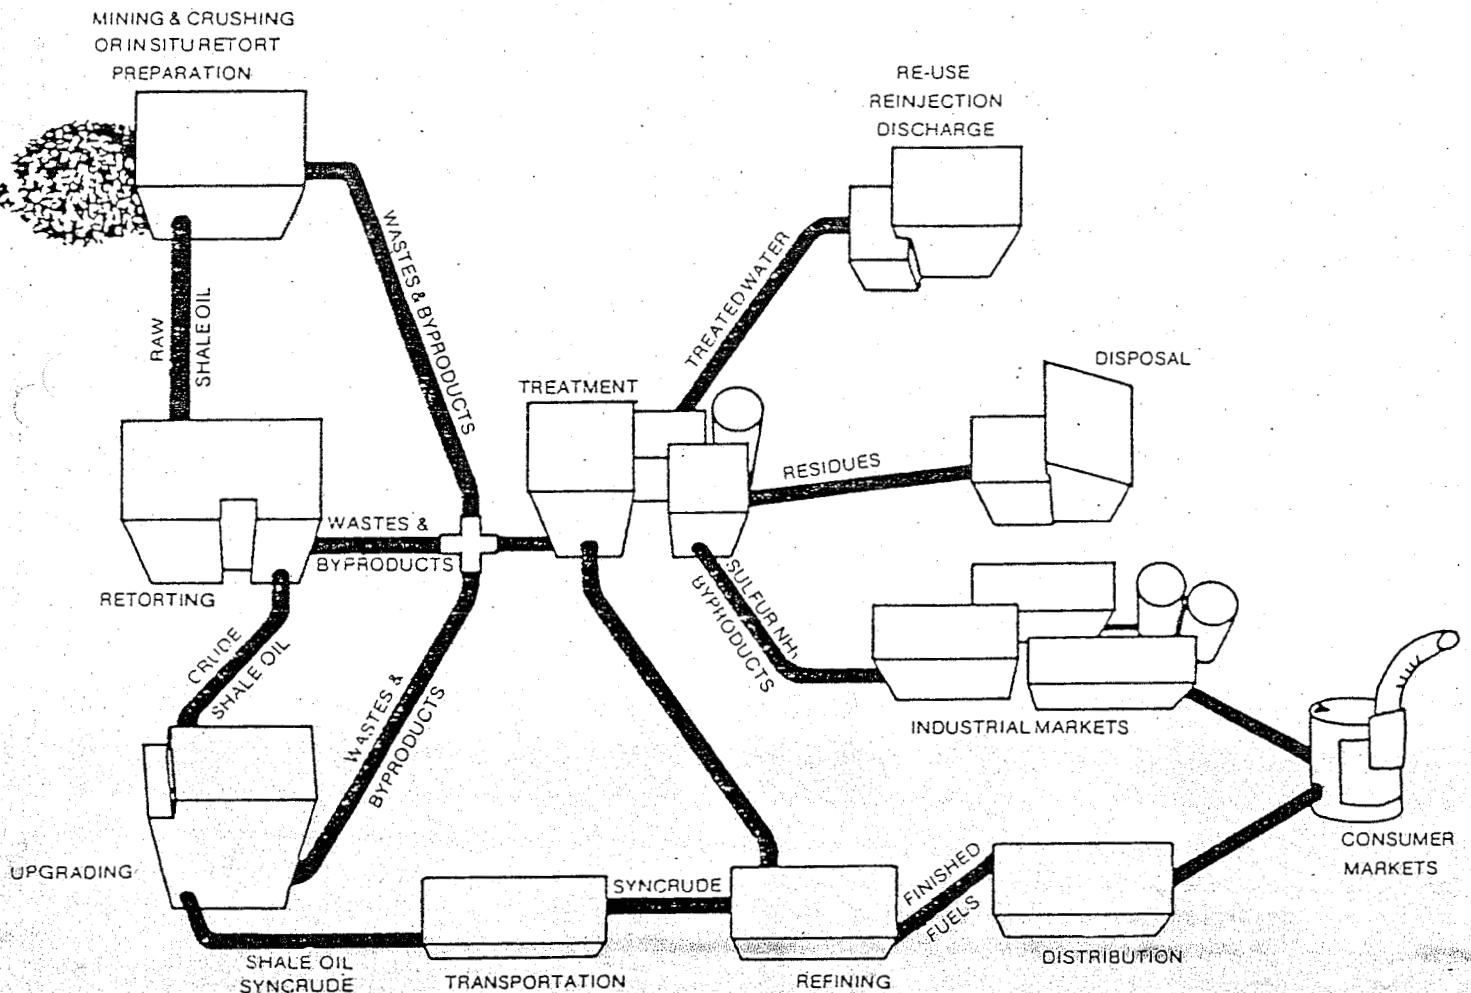 MINING & CRUSHING
OR IN SITU RETORT
PREPARATION
RE-USE
REINJECTION
DISCHARGE
WASTES & BYPRODUCTS
TREATED WATER
RAW
SHALE OIL
TREATMENT
DISPOSAL
RESIDUES
WASTES &
BYPRODUCTS
RETORTING
SULFUR NH₃
BYPRODUCTS
CRUDE
SHALE OIL
WASTES &
BYPRODUCTS
INDUSTRIAL MARKETS
CONSUMER
MARKETS
UPGRADING
SYNCRUDE
FINISHED
FUELS
SHALE OIL
SYNCRUDE
TRANSPORTATION
REFINING
DISTRIBUTION